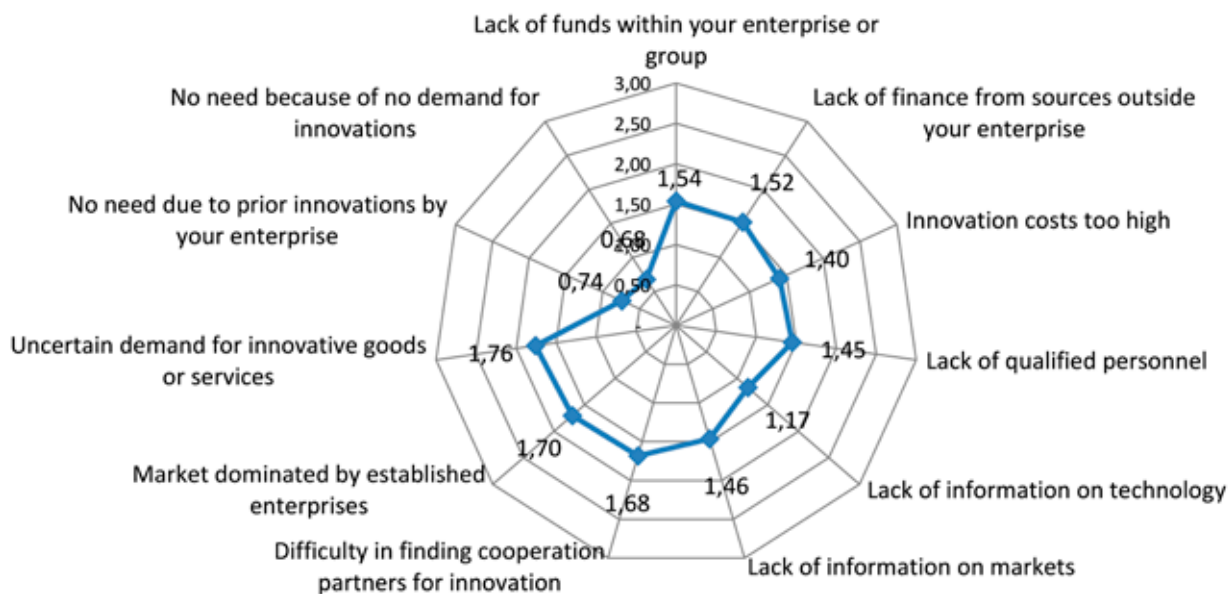 Lack of funds within your enterprise or
group
Lack of finance from sources outside
your enterprise
Innovation costs too high
Lack of qualified personnel
Lack of information on technology
Lack of information on markets
Difficulty in finding cooperation
partners for innovation
Market dominated by established
enterprises
Uncertain demand for innovative goods
or services
No need due to prior innovations by
your enterprise
No need because of no demand for
innovations
3,00
2,50
2,00
1,50
1,00
0,50
-
1,54
1,52
1,40
1,45
1,17
1,46
1,68
1,70
1,76
0,74
0,68